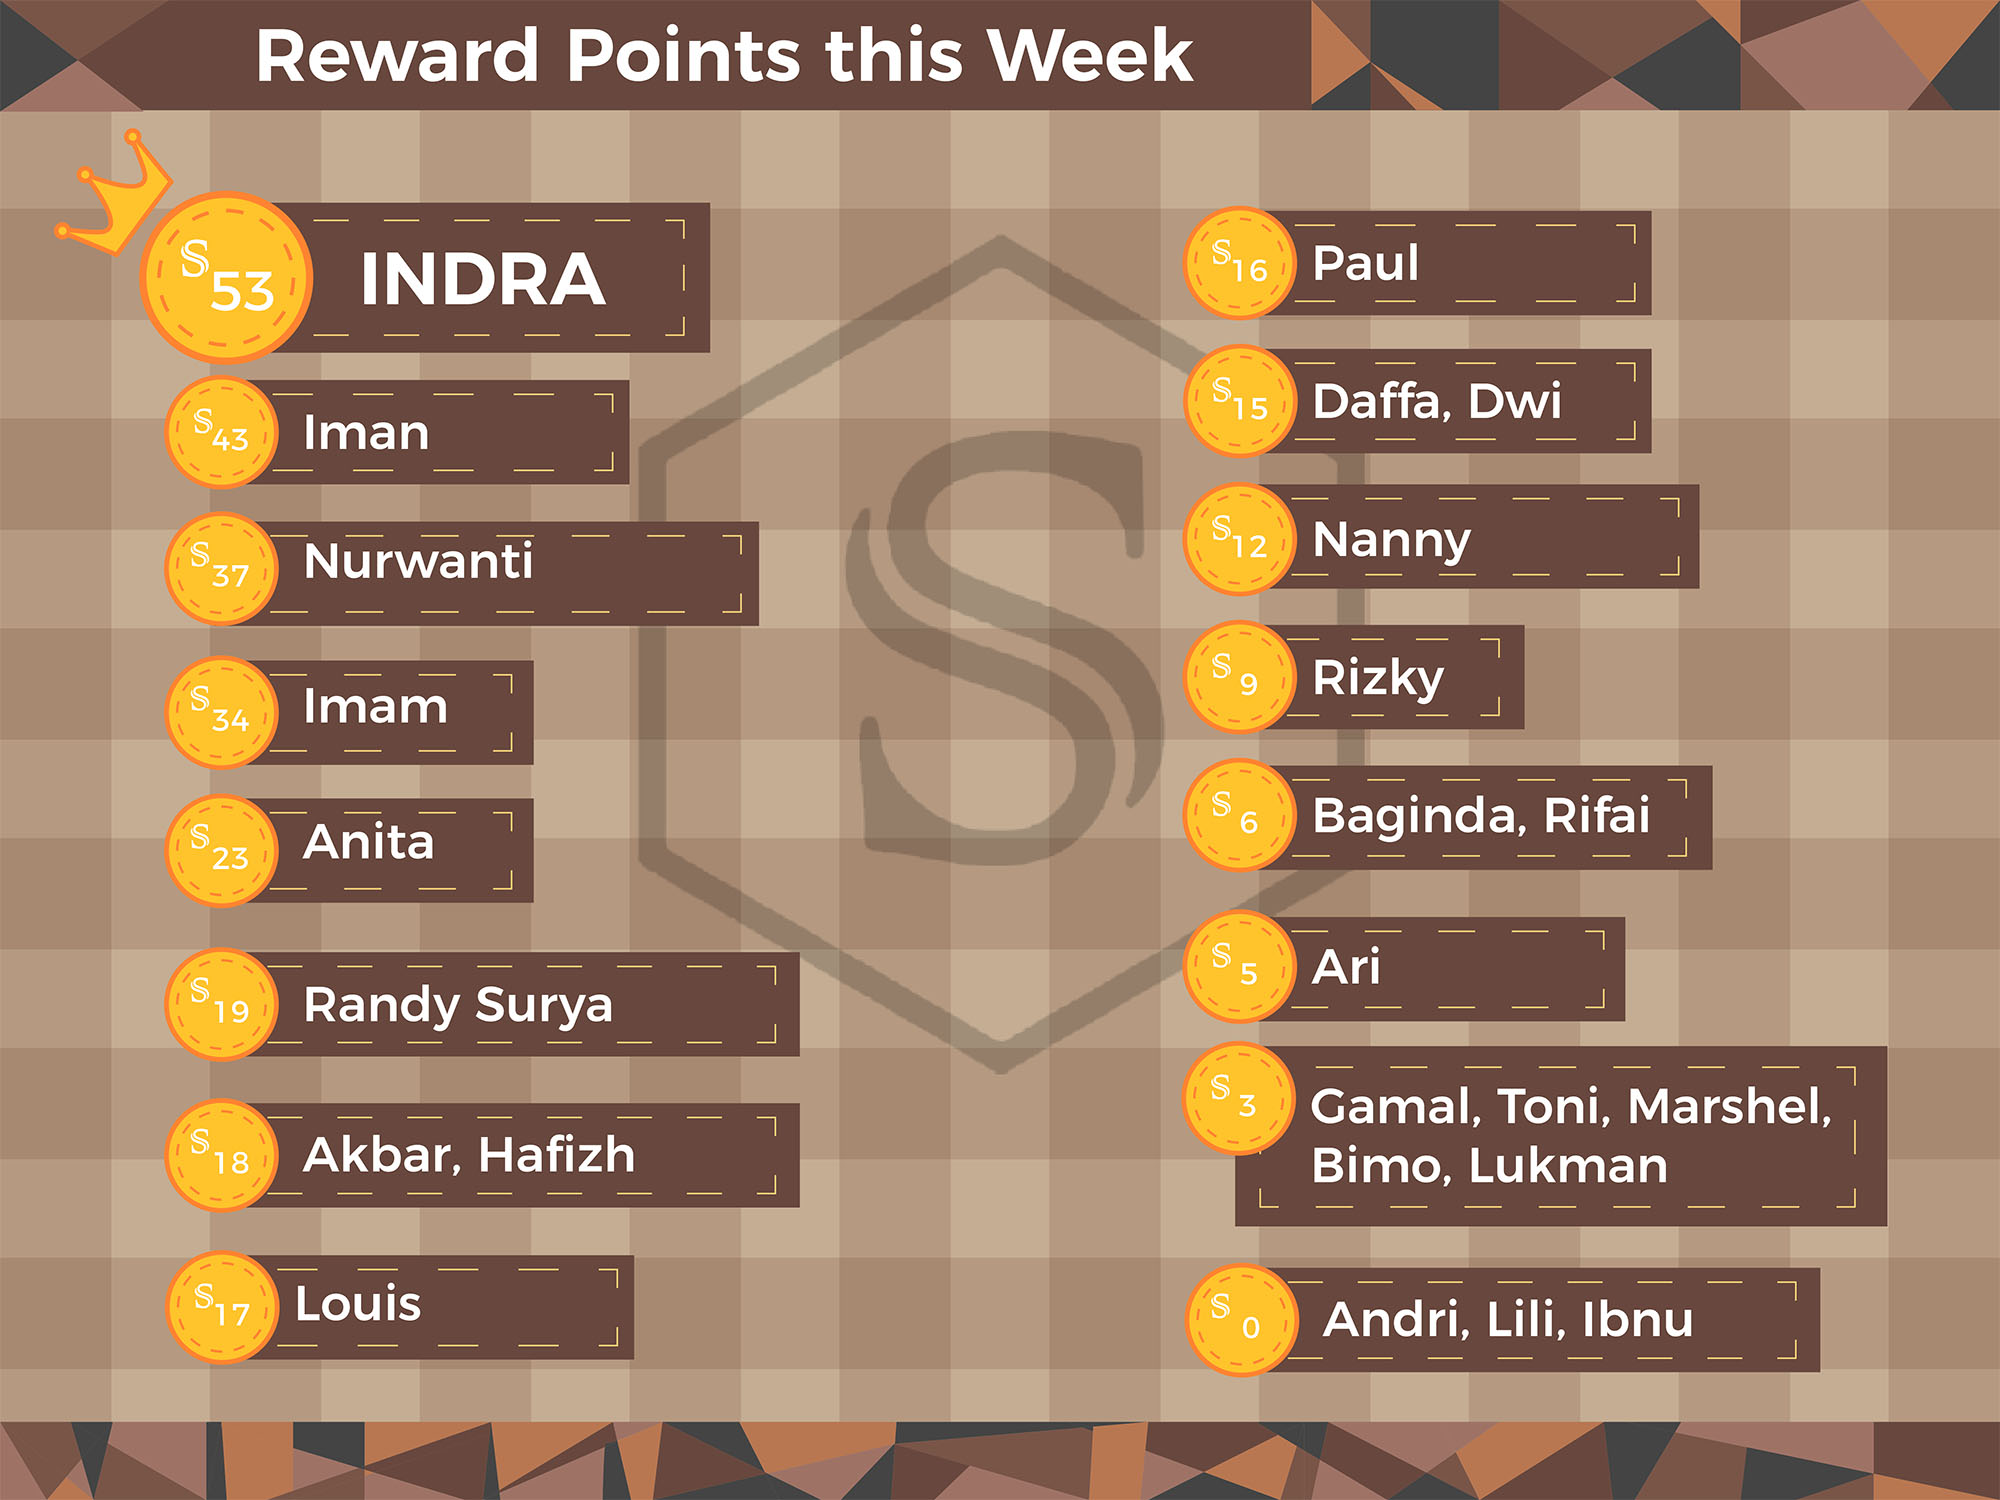 Reward Points this Week
S 53 INDRA
S 43 Iman
S 37 Nurwanti
S 34 Imam
S 23 Anita
S 19 Randy Surya
S 18 Akbar, Hafizh
S 17 Louis
S
S 16 Paul
S 15 Daffa, Dwi
S 12 Nanny
S 9 Rizky
S 6 Baginda, Rifai
S 5 Ari
S 3 Gamal, Toni, Marshel,
Bimo, Lukman
S 0 Andri, Lili, Ibnu